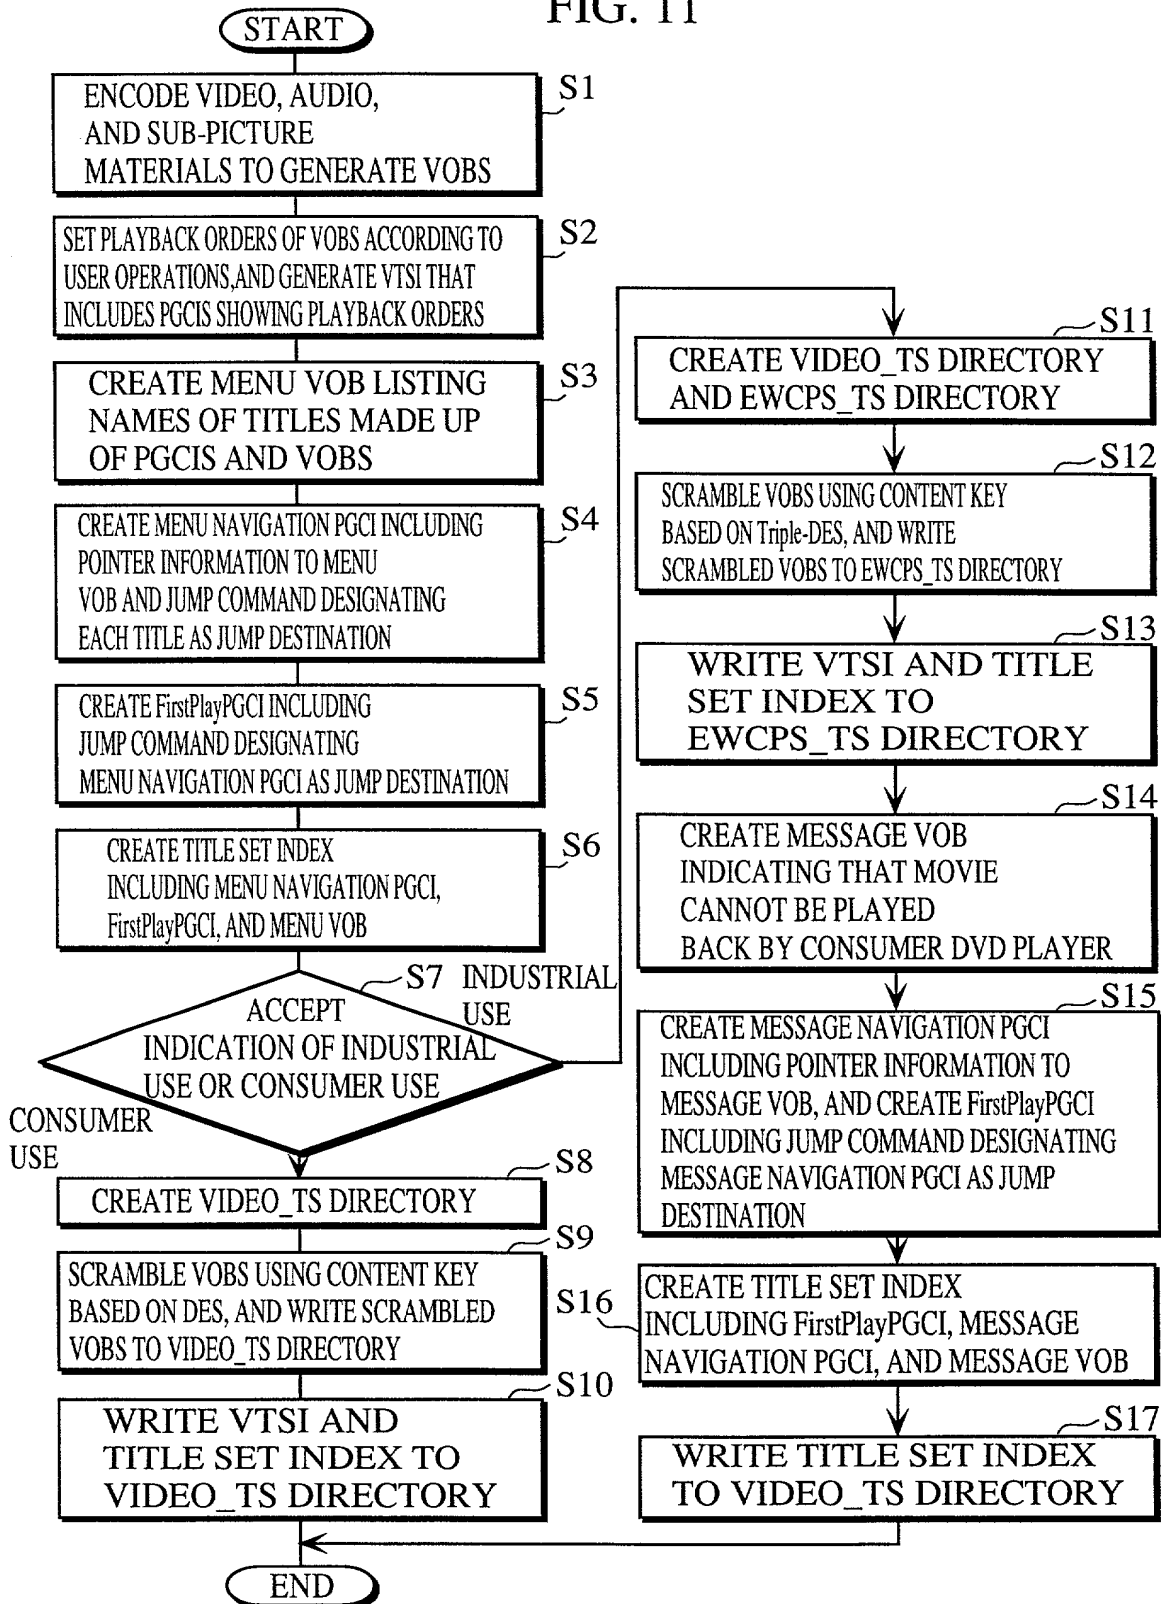 FIG. 11
START
S1
ENCODE VIDEO, AUDIO,
AND SUB-PICTURE
MATERIALS TO GENERATE VOBS
S2
SET PLAYBACK ORDERS OF VOBS ACCORDING TO
USER OPERATIONS,AND GENERATE VTSI THAT
INCLUDES PGCIS SHOWING PLAYBACK ORDERS
S3
CREATE MENU VOB LISTING
NAMES OF TITLES MADE UP
OF PGCIS AND VOBS
S4
CREATE MENU NAVIGATION PGCI INCLUDING
POINTER INFORMATION TO MENU
VOB AND JUMP COMMAND DESIGNATING
EACH TITLE AS JUMP DESTINATION
S5
CREATE FirstPlayPGCI INCLUDING
JUMP COMMAND DESIGNATING
MENU NAVIGATION PGCI AS JUMP DESTINATION
S6
CREATE TITLE SET INDEX
INCLUDING MENU NAVIGATION PGCI,
FirstPlayPGCI, AND MENU VOB
S7
INDUSTRIAL
USE
ACCEPT
INDICATION OF INDUSTRIAL
USE OR CONSUMER USE
CONSUMER
USE
S8
CREATE VIDEO_TS DIRECTORY
S9
SCRAMBLE VOBS USING CONTENT KEY
BASED ON DES, AND WRITE SCRAMBLED
VOBS TO VIDEO_TS DIRECTORY
S10
WRITE VTSI AND
TITLE SET INDEX TO
VIDEO_TS DIRECTORY
S11
CREATE VIDEO_TS DIRECTORY
AND EWCPS_TS DIRECTORY
S12
SCRAMBLE VOBS USING CONTENT KEY
BASED ON Triple-DES, AND WRITE
SCRAMBLED VOBS TO EWCPS_TS DIRECTORY
S13
WRITE VTSI AND TITLE
SET INDEX TO
EWCPS_TS DIRECTORY
S14
CREATE MESSAGE VOB
INDICATING THAT MOVIE
CANNOT BE PLAYED
BACK BY CONSUMER DVD PLAYER
S15
CREATE MESSAGE NAVIGATION PGCI
INCLUDING POINTER INFORMATION TO
MESSAGE VOB, AND CREATE FirstPlayPGCI
INCLUDING JUMP COMMAND DESIGNATING
MESSAGE NAVIGATION PGCI AS JUMP
DESTINATION
S16
CREATE TITLE SET INDEX
INCLUDING FirstPlayPGCI, MESSAGE
NAVIGATION PGCI, AND MESSAGE VOB
S17
WRITE TITLE SET INDEX
TO VIDEO_TS DIRECTORY
END